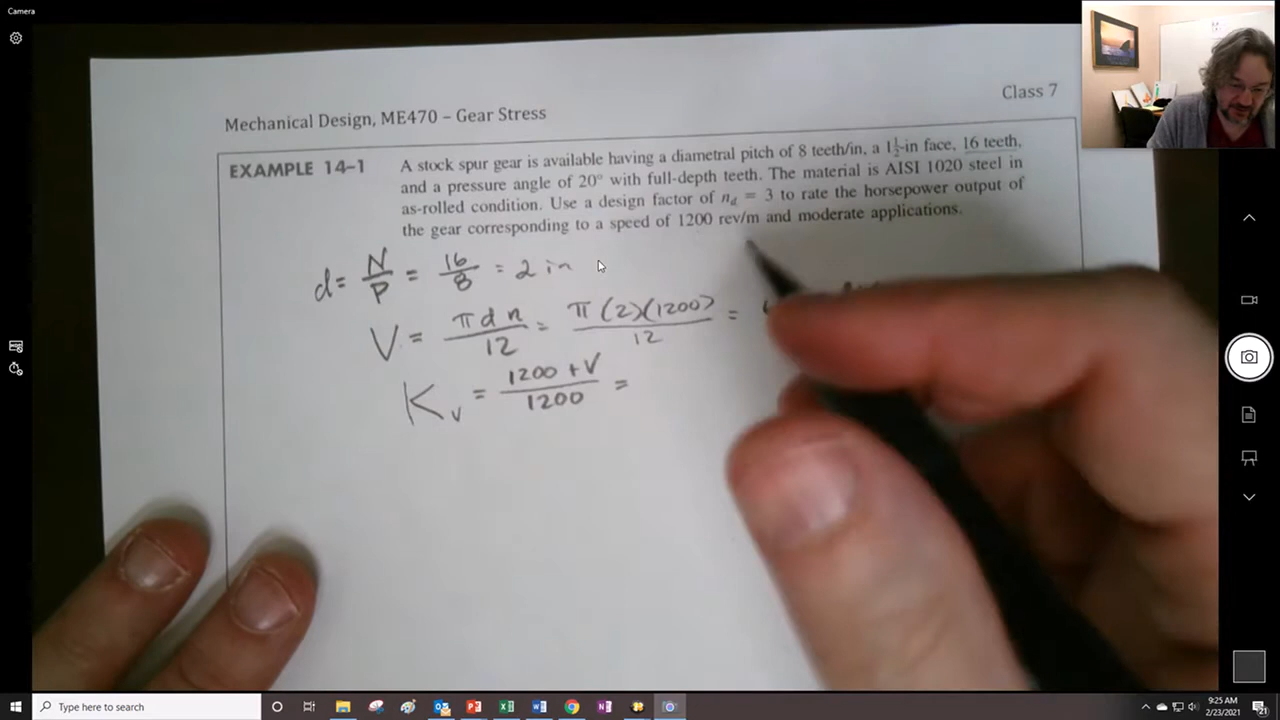 Camera
Mechanical Design, ME470 – Gear Stress
Class 7
EXAMPLE 14–1
A stock spur gear is available having a diametral pitch of 8 teeth/in, a 1½-in face, 16 teeth,
and a pressure angle of 20° with full-depth teeth. The material is AISI 1020 steel in
as-rolled condition. Use a design factor of n_d = 3 to rate the horsepower output of
the gear corresponding to a speed of 1200 rev/m and moderate applications.
d = N/P = 16/8 = 2 in
V = πdn/12 = π(2)(1200)/12 =
K_v = 1200 + V/1200 =
Type here to search
9:25 AM
2/23/2021
21